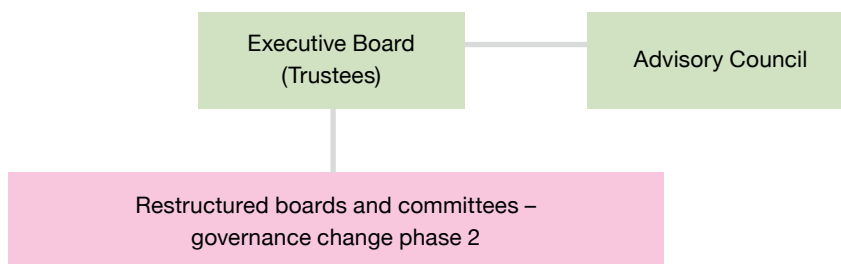 Executive Board
(Trustees)
Advisory Council
Restructured boards and committees –
governance change phase 2